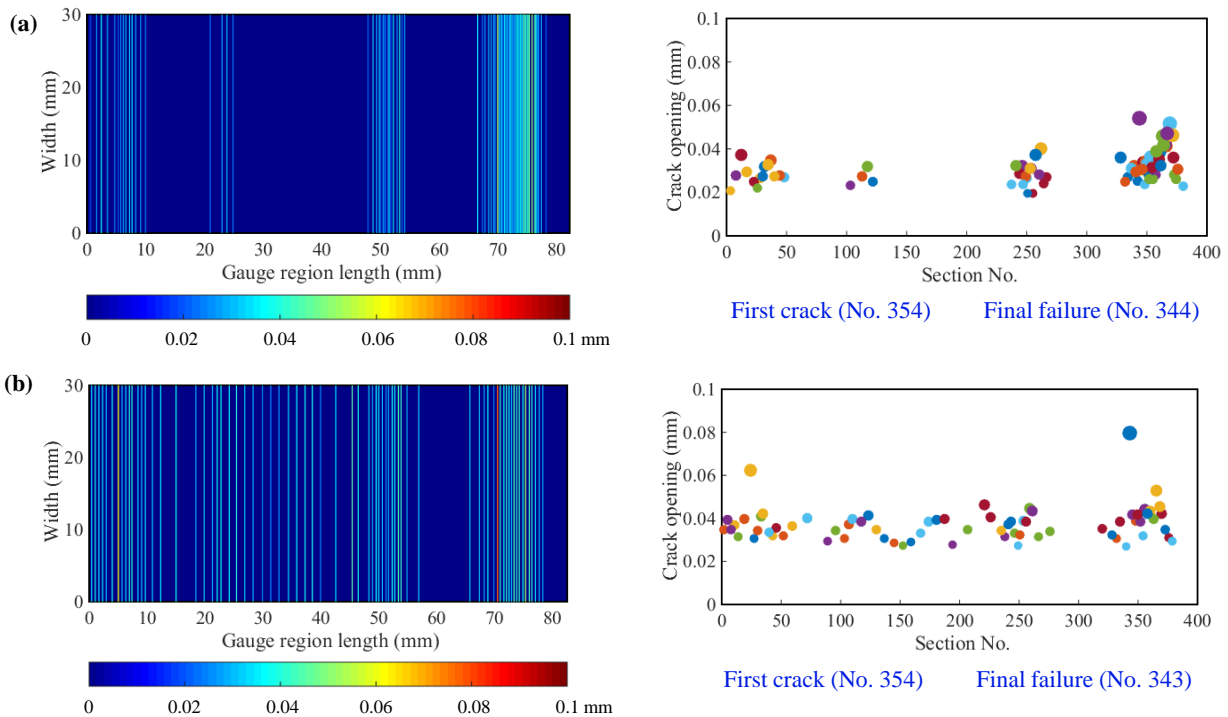 (a)
30
20
10
0
Width (mm)
0 10 20 30 40 50 60 70 80
Gauge region length (mm)
0 0.02 0.04 0.06 0.08 0.1 mm
0.1
0.08
0.06
0.04
0.02
0
Crack opening (mm)
0 50 100 150 200 250 300 350 400
Section No.
First crack (No. 354) Final failure (No. 344)
(b)
30
20
10
0
Width (mm)
0 10 20 30 40 50 60 70 80
Gauge region length (mm)
0 0.02 0.04 0.06 0.08 0.1 mm
0.1
0.08
0.06
0.04
0.02
0
Crack opening (mm)
0 50 100 150 200 250 300 350 400
Section No.
First crack (No. 354) Final failure (No. 343)